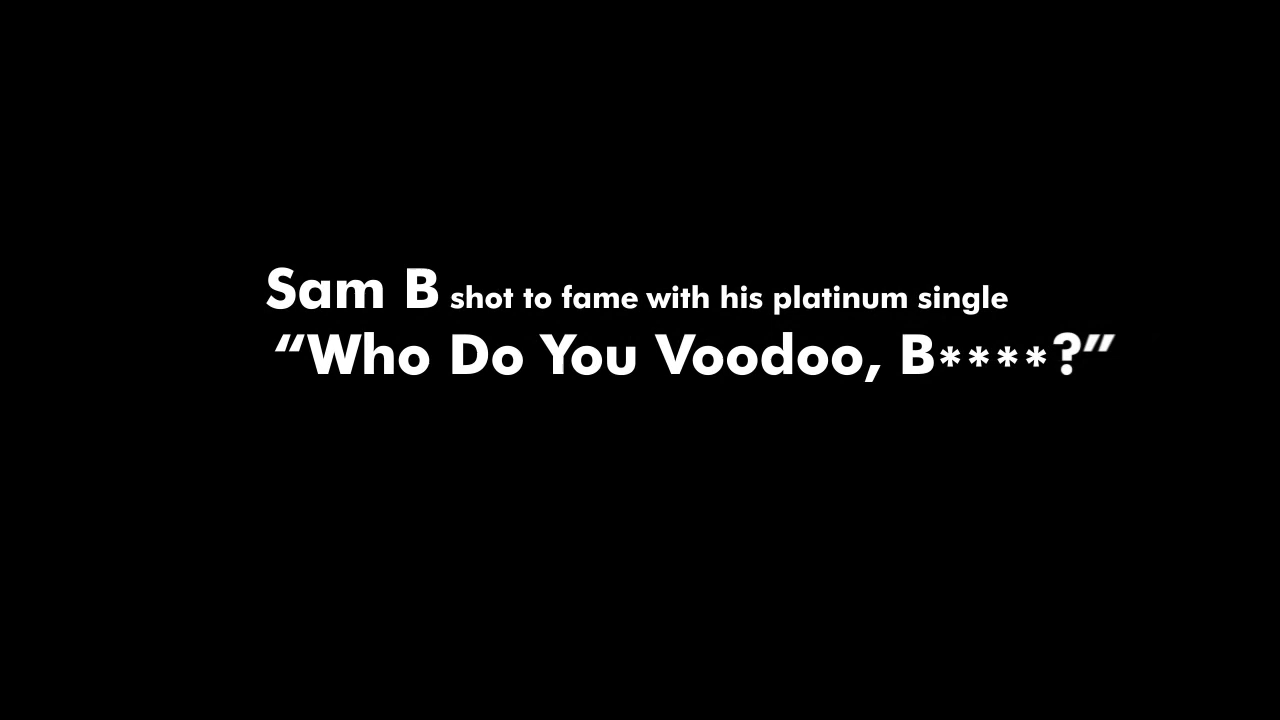 Sam B shot to fame with his platinum single
“Who Do You Voodoo, B****?”